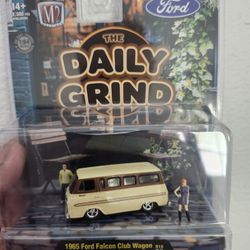 14+
M2
Ford
THE
DAILY
GRIND
1965 Ford Falcon Club Wagon